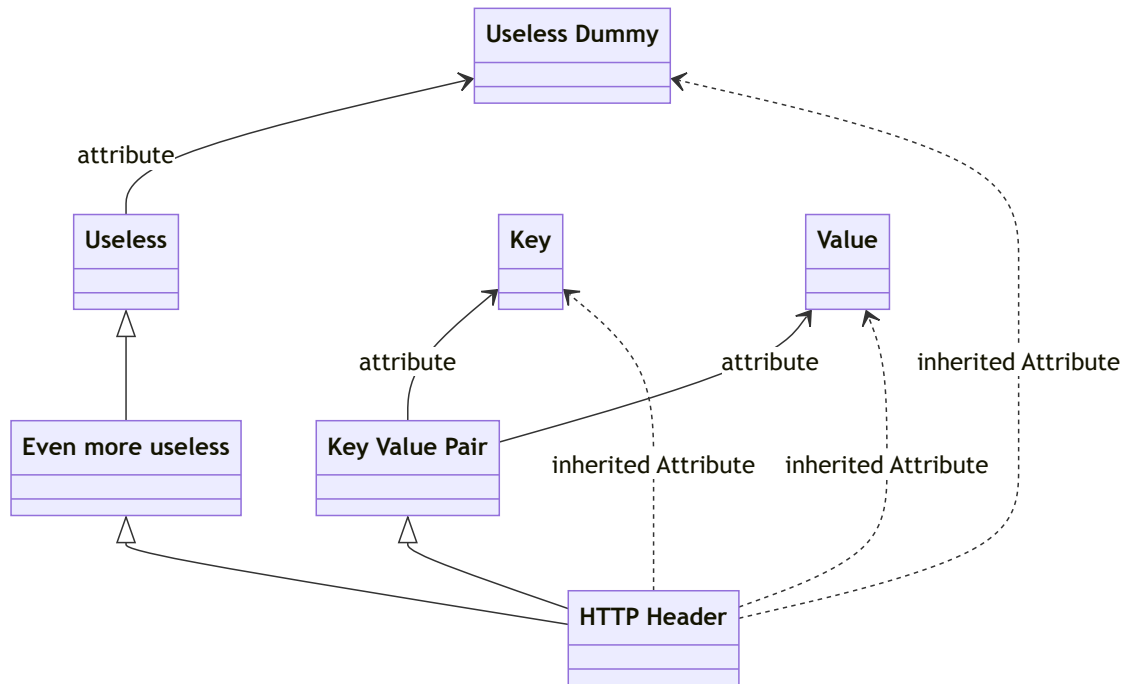 Useless Dummy
attribute
Useless
Key
Value
attribute
attribute
inherited Attribute
Even more useless
Key Value Pair
inherited Attribute
inherited Attribute
HTTP Header